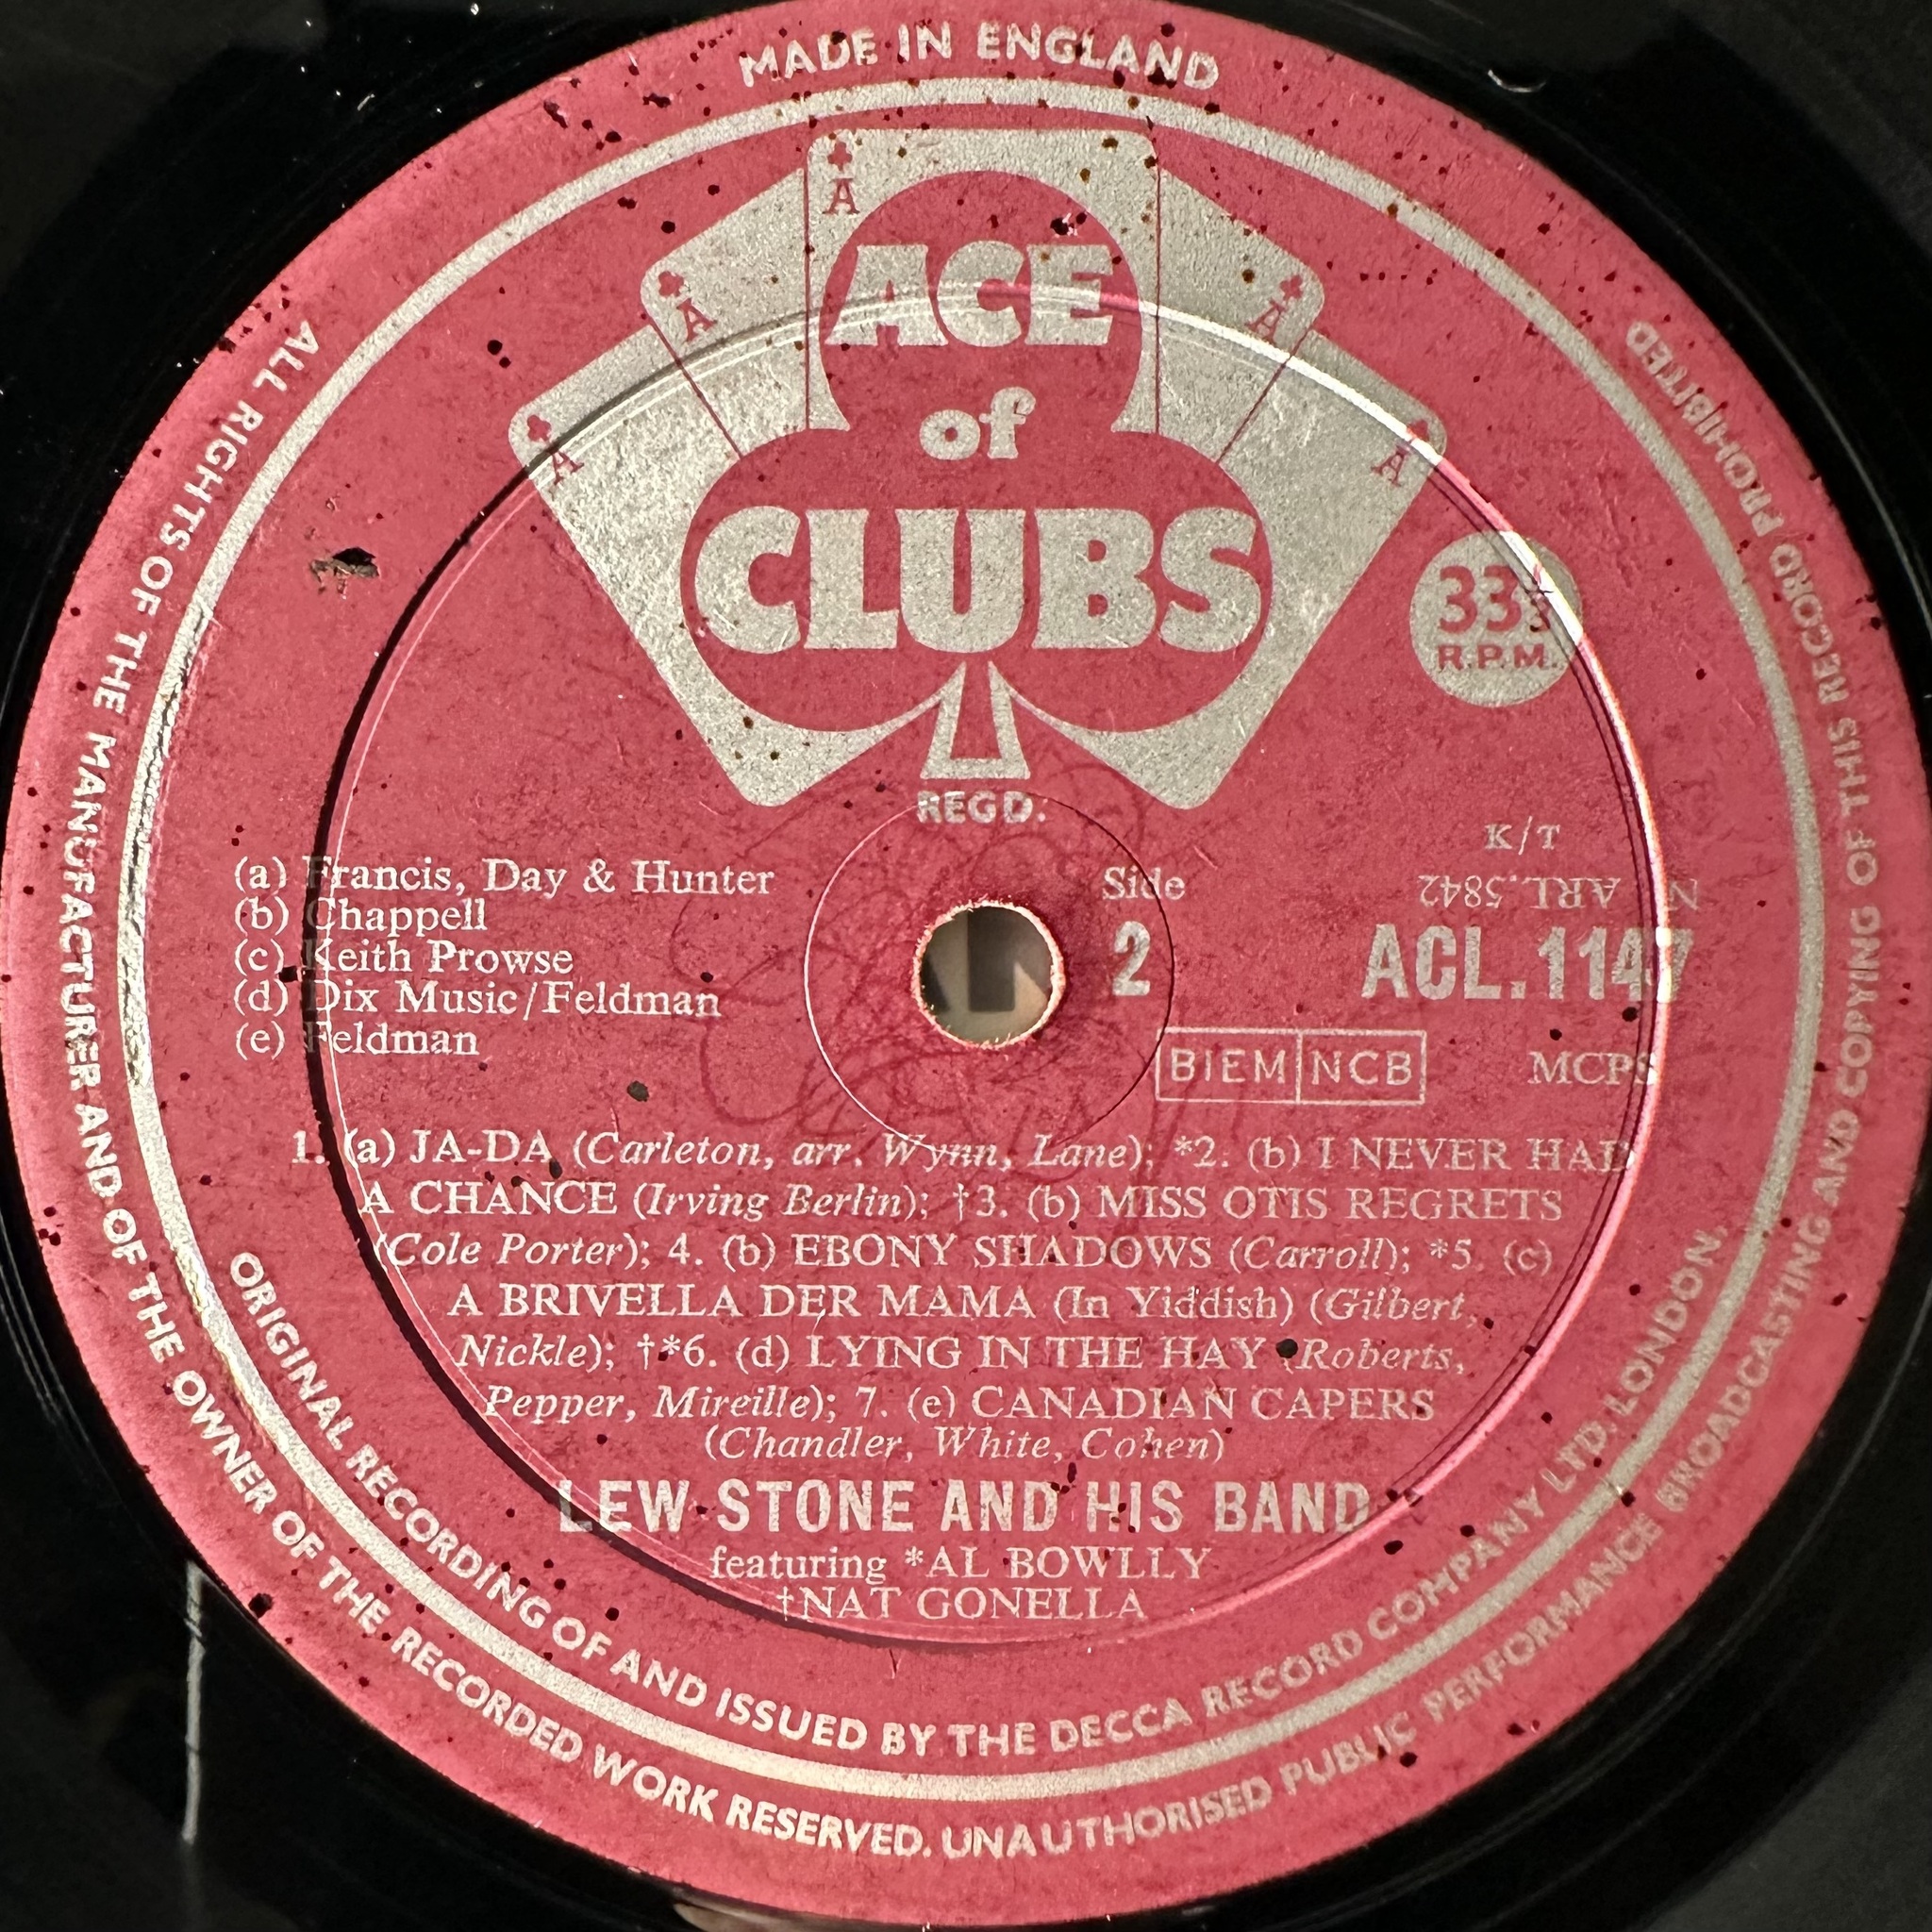 MADE IN ENGLAND
ALL RIGHTS OF THE MANUFACTURER AND OF THE OWNER OF THE RECORDED WORK RESERVED. UNAUTHORISED PUBLIC PERFORMANCE BROADCASTING AND COPYING OF THIS RECORD PROHIBITED
A
A
A
A
A
ACE
of
CLUBS
REGD.
33⅓
R.P.M.
K/T
(a) Francis, Day & Hunter
(b) Chappell
(c) Keith Prowse
(d) Dix Music/Feldman
(e) Feldman
Side
2
ARL.5842
N
ACL.1147
BIEM NCB
MCPS
1. (a) JA-DA (Carleton, arr. Wynn, Lane); *2. (b) I NEVER HAD
A CHANCE (Irving Berlin); †3. (b) MISS OTIS REGRETS
(Cole Porter); 4. (b) EBONY SHADOWS (Carroll); *5. (c)
A BRIVELLA DER MAMA (In Yiddish) (Gilbert,
Nickle); †*6. (d) LYING IN THE HAY (Roberts,
Pepper, Mireille); 7. (e) CANADIAN CAPERS
(Chandler, White, Cohen)
LEW STONE AND HIS BAND
featuring *AL BOWLLY
†NAT GONELLA
ORIGINAL RECORDING OF AND ISSUED BY THE DECCA RECORD COMPANY LTD. LONDON.